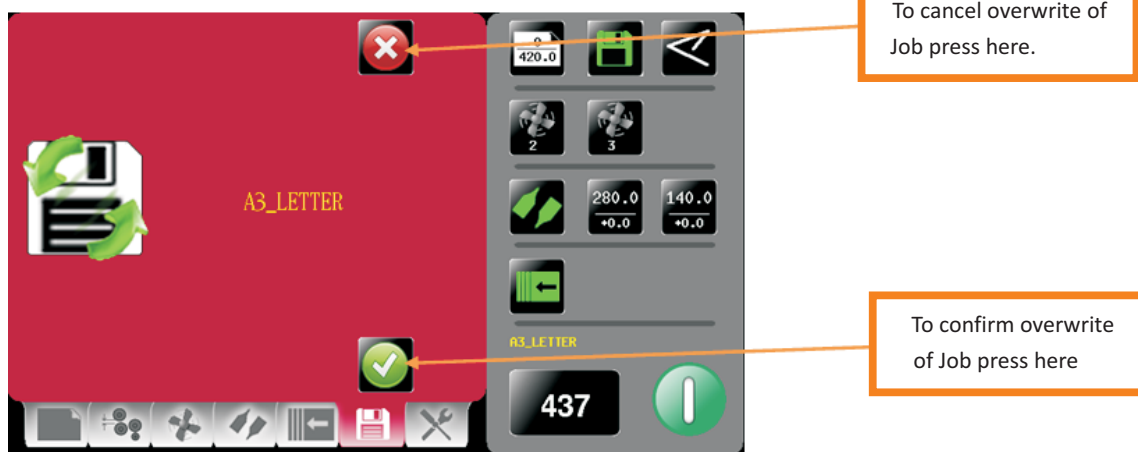 To cancel overwrite of
Job press here.
0
420.0
2
3
A3_LETTER
280.0
+0.0
140.0
+0.0
A3_LETTER
437
To confirm overwrite
of Job press here